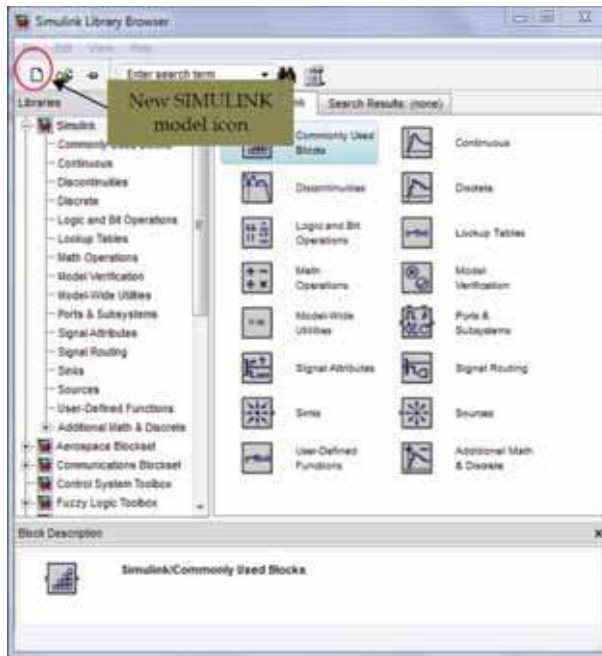 Simulink Library Browser
Edit View Help
Enter search term
Libraries
Search Results: (none)
New SIMULINK
model icon
Simulink
Continuous
Discontinuities
Discrete
Logic and Bit Operations
Lookup Tables
Math Operations
Model Verification
Model-Wide Utilities
Ports & Subsystems
Signal Attributes
Signal Routing
Sinks
Sources
User-Defined Functions
Additional Math & Discrete
Aerospace Blockset
Communications Blockset
Control System Toolbox
Fuzzy Logic Toolbox
Commonly Used
Blocks
Continuous
Discontinuities
Discrete
Logic and Bit
Operations
Lookup Tables
Math
Operations
Model
Verification
Model-Wide
Utilities
Ports &
Subsystems
Signal Attributes
Signal Routing
Sinks
Sources
User-Defined
Functions
Additional Math
& Discrete
Block Description
Simulink/Commonly Used Blocks